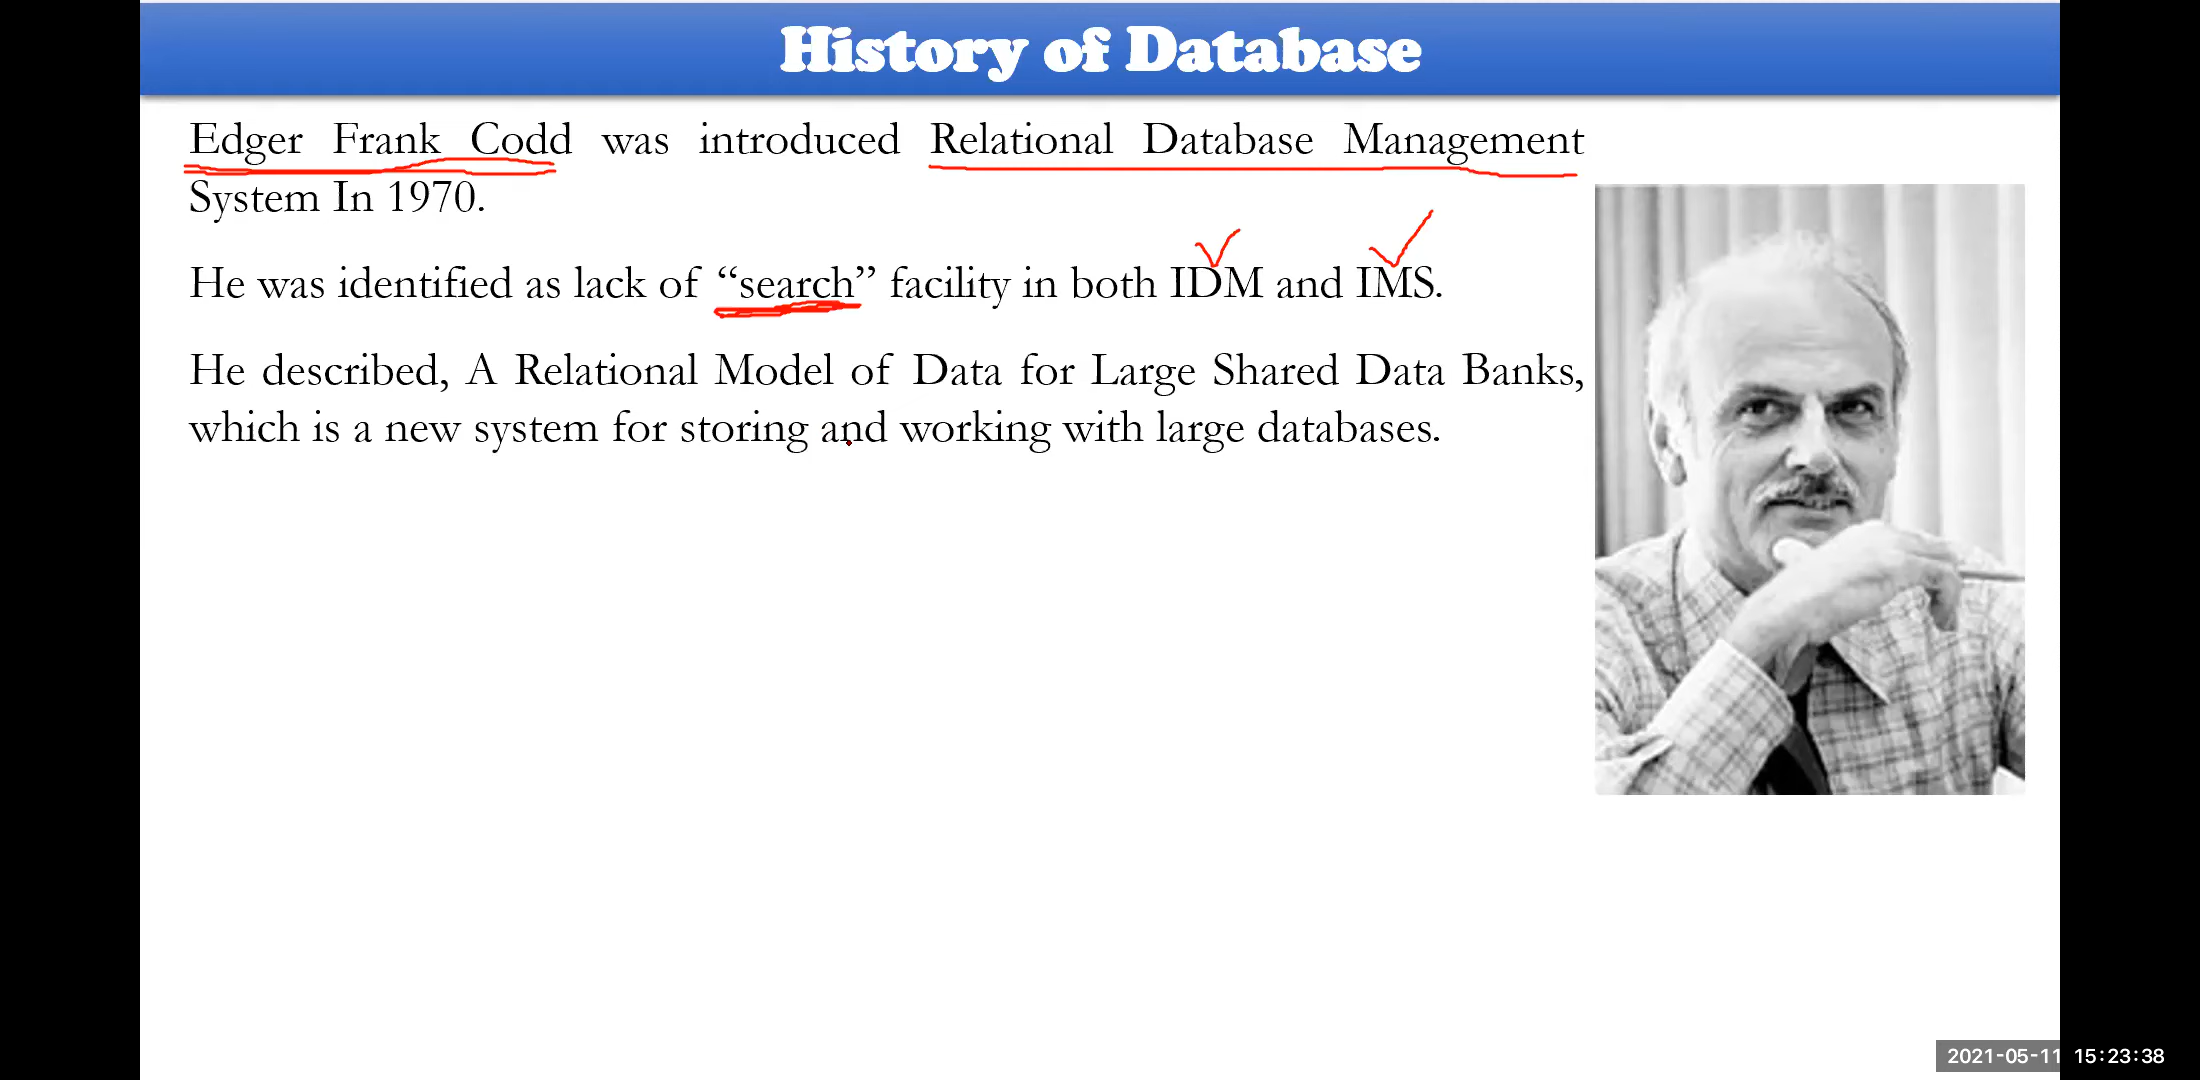 History of Database
Edger Frank Codd was introduced Relational Database Management
System In 1970.
He was identified as lack of “search” facility in both IDM and IMS.
He described, A Relational Model of Data for Large Shared Data Banks,
which is a new system for storing and working with large databases.
2021-05-11 15:23:38